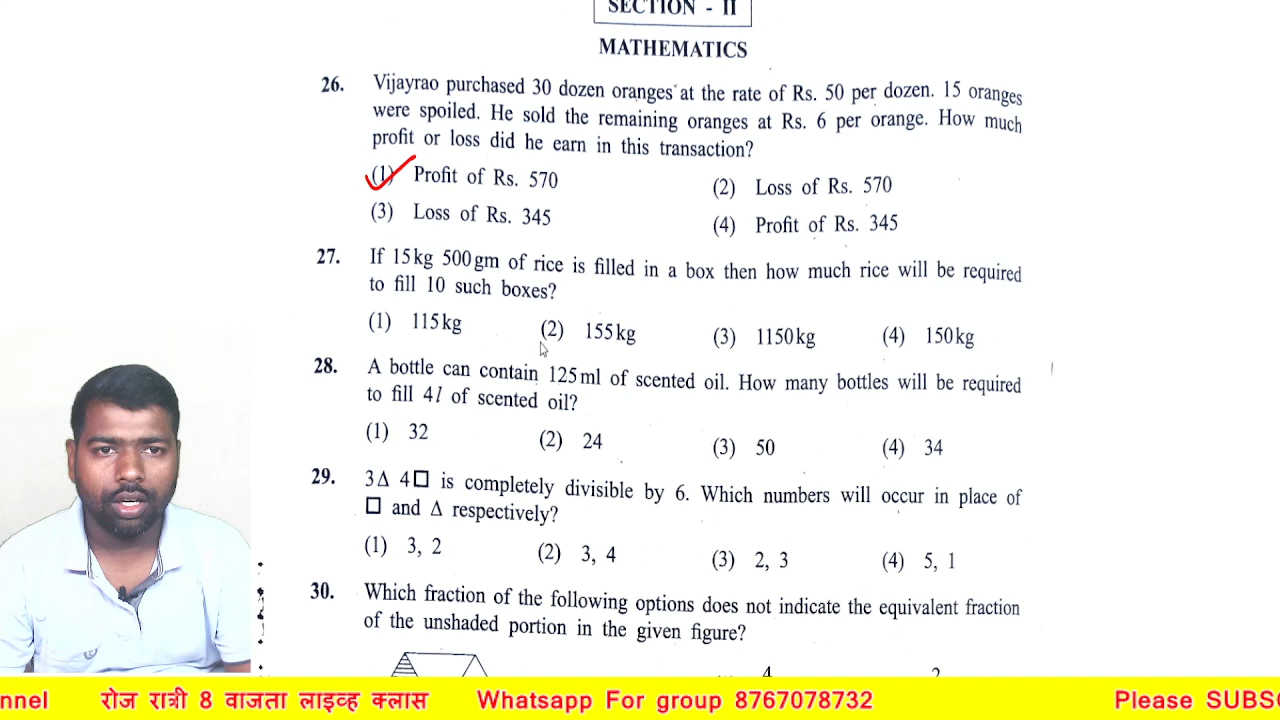 SECTION - II
MATHEMATICS
26. Vijayrao purchased 30 dozen oranges at the rate of Rs. 50 per dozen. 15 oranges
were spoiled. He sold the remaining oranges at Rs. 6 per orange. How much
profit or loss did he earn in this transaction?
(1) Profit of Rs. 570 (2) Loss of Rs. 570
(3) Loss of Rs. 345 (4) Profit of Rs. 345
27. If 15kg 500gm of rice is filled in a box then how much rice will be required
to fill 10 such boxes?
(1) 115kg (2) 155kg (3) 1150kg (4) 150kg
28. A bottle can contain 125ml of scented oil. How many bottles will be required
to fill 4l of scented oil?
(1) 32 (2) 24 (3) 50 (4) 34
29. 3Δ 4□ is completely divisible by 6. Which numbers will occur in place of
□ and Δ respectively?
(1) 3, 2 (2) 3, 4 (3) 2, 3 (4) 5, 1
30. Which fraction of the following options does not indicate the equivalent fraction
of the unshaded portion in the given figure?
nnel रोज रात्री 8 वाजता लाइव्ह क्लास Whatsapp For group 8767078732 Please SUBS